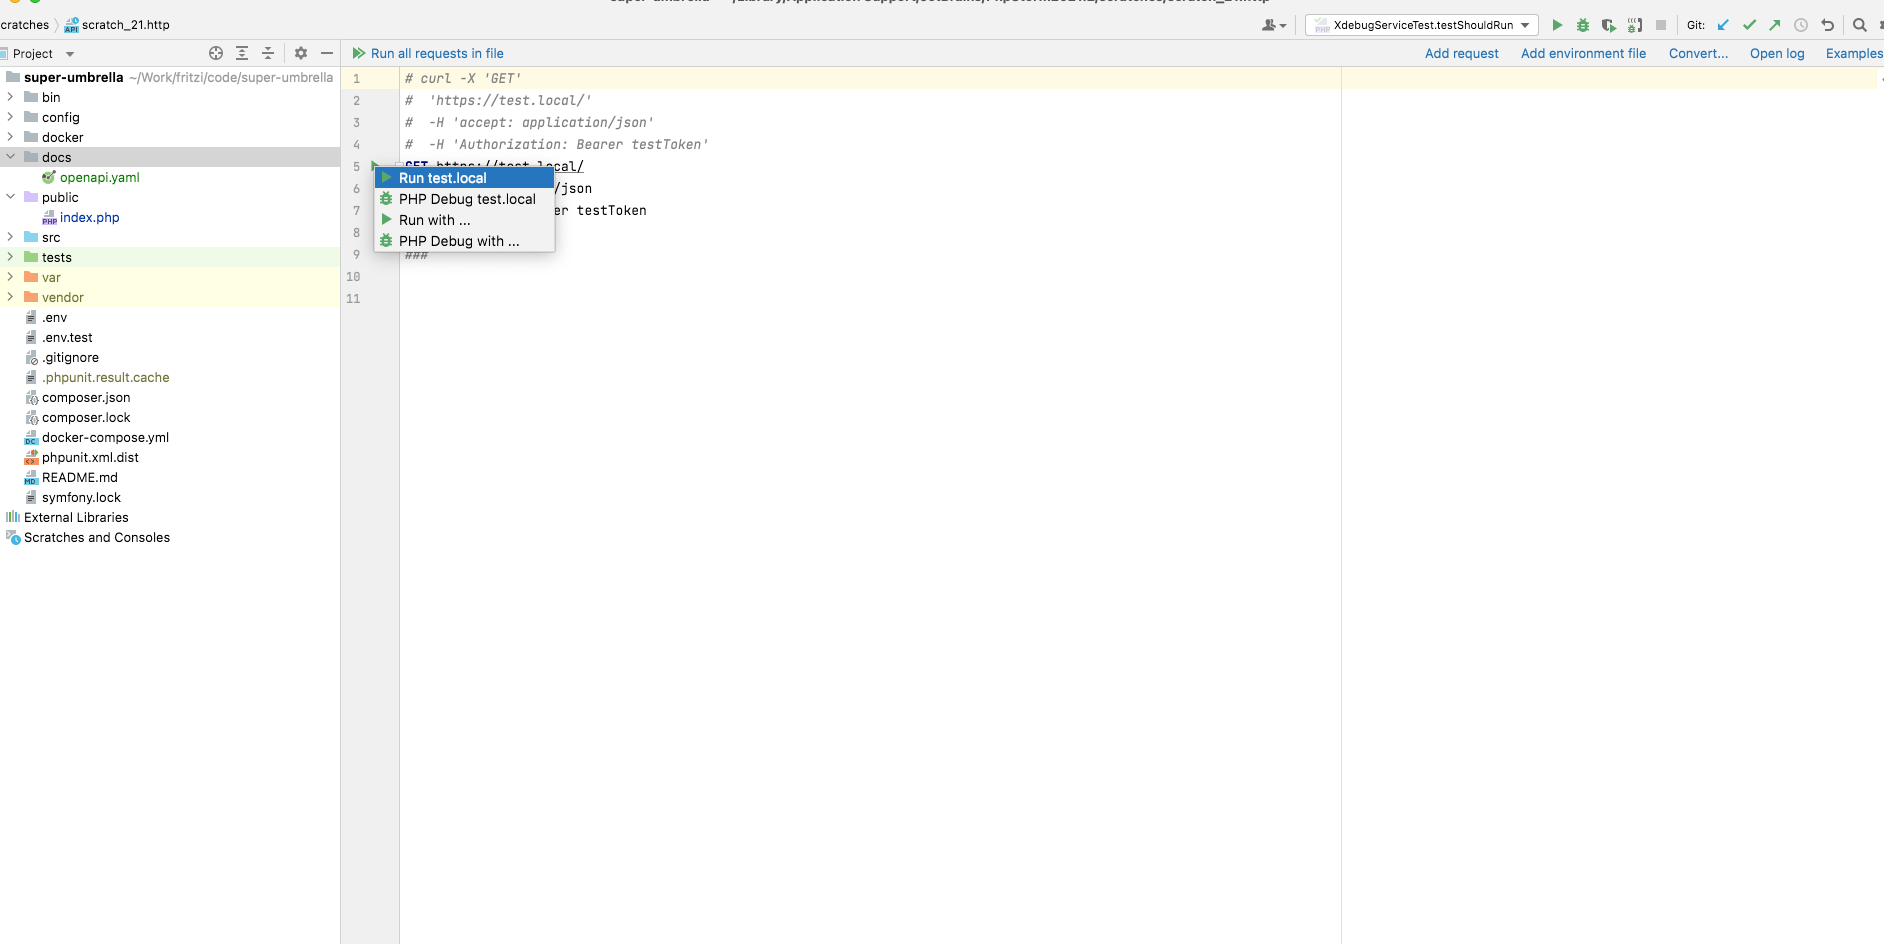 cratches
scratch_21.http
XdebugServiceTest.testShouldRun
Git:
Project
Run all requests in file
Add request
Add environment file
Convert...
Open log
Examples
super-umbrella ~/Work/fritzi/code/super-umbrella
bin
config
docker
docs
openapi.yaml
public
index.php
src
tests
var
vendor
.env
.env.test
.gitignore
.phpunit.result.cache
composer.json
composer.lock
docker-compose.yml
phpunit.xml.dist
README.md
symfony.lock
External Libraries
Scratches and Consoles
1 # curl -X 'GET'
2 #  'https://test.local/'
3 #  -H 'accept: application/json'
4 #  -H 'Authorization: Bearer testToken'
5 GET https://test.local/
6 /json
7 er testToken
8
9 ###
10
11
Run test.local
PHP Debug test.local
Run with ...
PHP Debug with ...